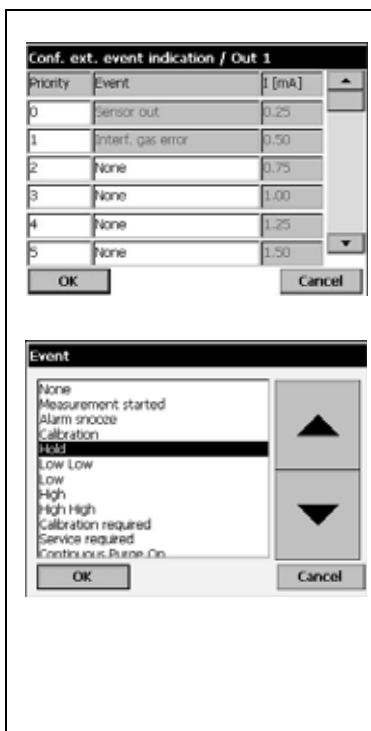 Conf. ext. event indication / Out 1
Priority Event I [mA]
0 Sensor out 0.25
1 Interf. gas error 0.50
2 None 0.75
3 None 1.00
4 None 1.25
5 None 1.50
OK Cancel
Event
None
Measurement started
Alarm snooze
Calibration
Hold
Low Low
Low
High
High High
Calibration required
Service required
Continuous Purge On
OK Cancel